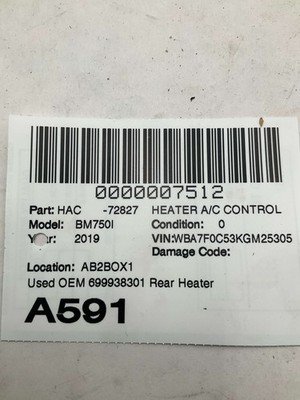 0000007512
Part: HAC -72827 HEATER A/C CONTROL
Model: BM750I Condition: 0
Year: 2019 VIN:WBA7F0C53KGM25305
Damage Code:
Location: AB2BOX1
Used OEM 699938301 Rear Heater
A591